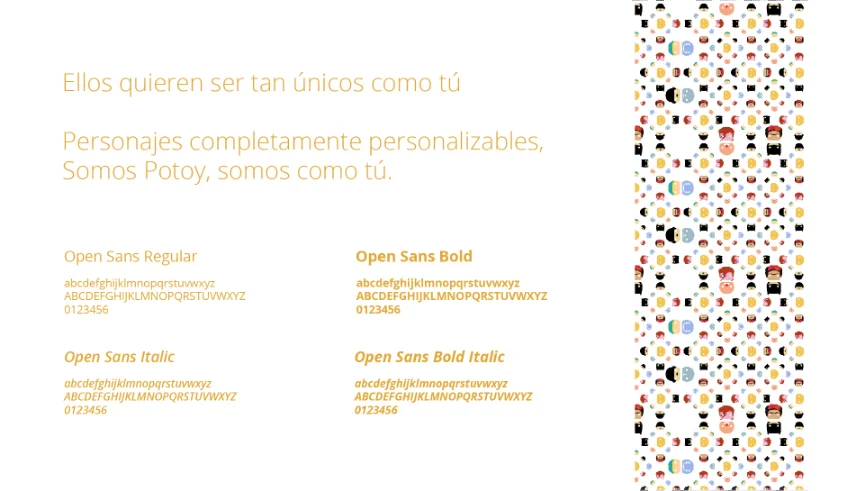 Ellos quieren ser tan únicos como tú
Personajes completamente personalizables,
Somos Potoy, somos como tú.
Open Sans Regular
abcdefghijklmnopqrstuvwxyz
ABCDEFGHIJKLMNOPQRSTUVWXYZ
0123456
Open Sans Bold
abcdefghijklmnopqrstuvwxyz
ABCDEFGHIJKLMNOPQRSTUVWXYZ
0123456
Open Sans Italic
abcdefghijklmnopqrstuvwxyz
ABCDEFGHIJKLMNOPQRSTUVWXYZ
0123456
Open Sans Bold Italic
abcdefghijklmnopqrstuvwxyz
ABCDEFGHIJKLMNOPQRSTUVWXYZ
0123456